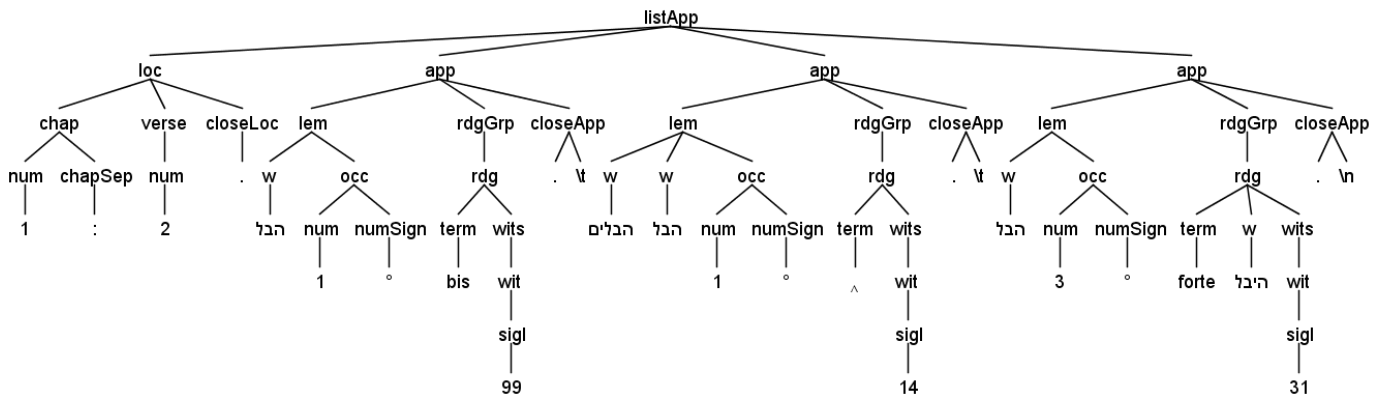 listApp
loc app app app
chap verse closeLoc lem rdgGrp closeApp lem rdgGrp closeApp lem rdgGrp closeApp
num chapSep num . w occ rdg . \t w w occ rdg . \t w occ rdg . \n
1 : 2 הבל num numSign term wits הבלים הבל num numSign term wits הבל num numSign term w wits
1 ° bis wit 1 ° ^ wit 3 ° forte היבל wit
sigl sigl sigl
99 14 31